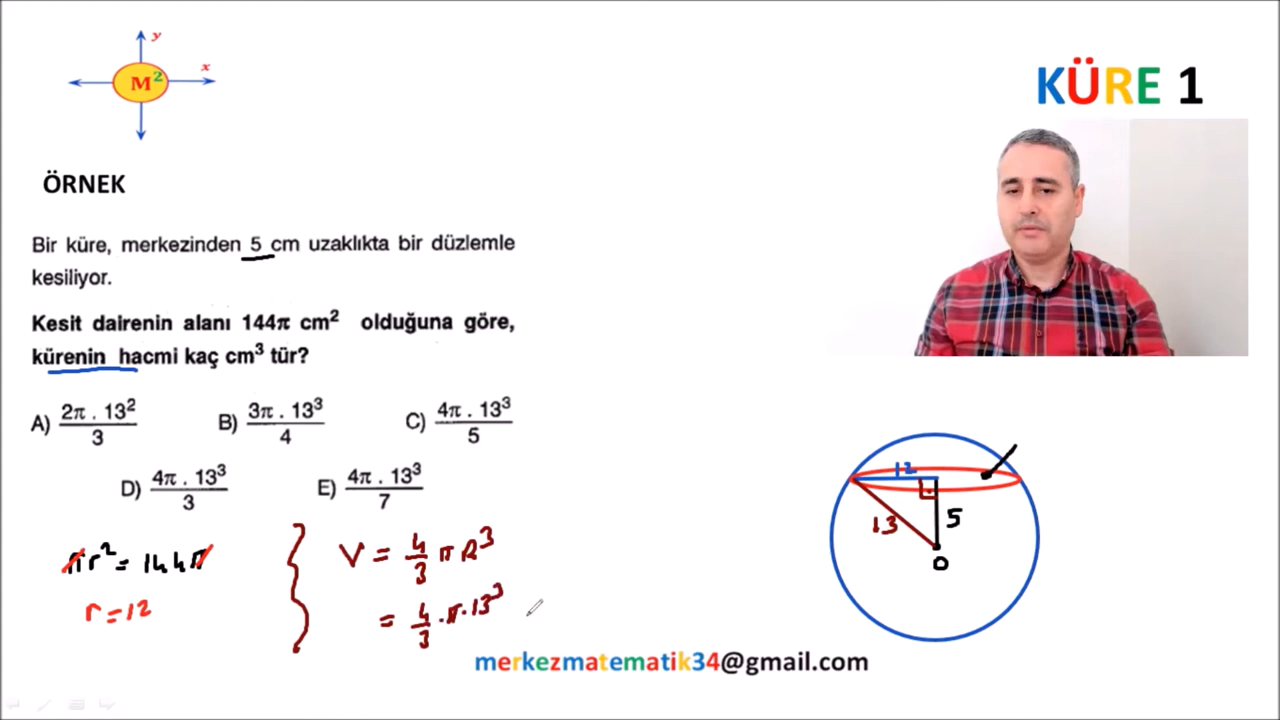 y
x
M²
KÜRE 1
ÖRNEK
Bir küre, merkezinden 5 cm uzaklıkta bir düzlemle
kesiliyor.
Kesit dairenin alanı 144π cm² olduğuna göre,
kürenin hacmi kaç cm³ tür?
A) 2π . 13² / 3 B) 3π . 13³ / 4 C) 4π . 13³ / 5
D) 4π . 13³ / 3 E) 4π . 13³ / 7
πr² = 144π
r = 12
V = 4/3 π R³
= 4/3 . π . 13³
12
13
5
O
merkezmatematik34@gmail.com